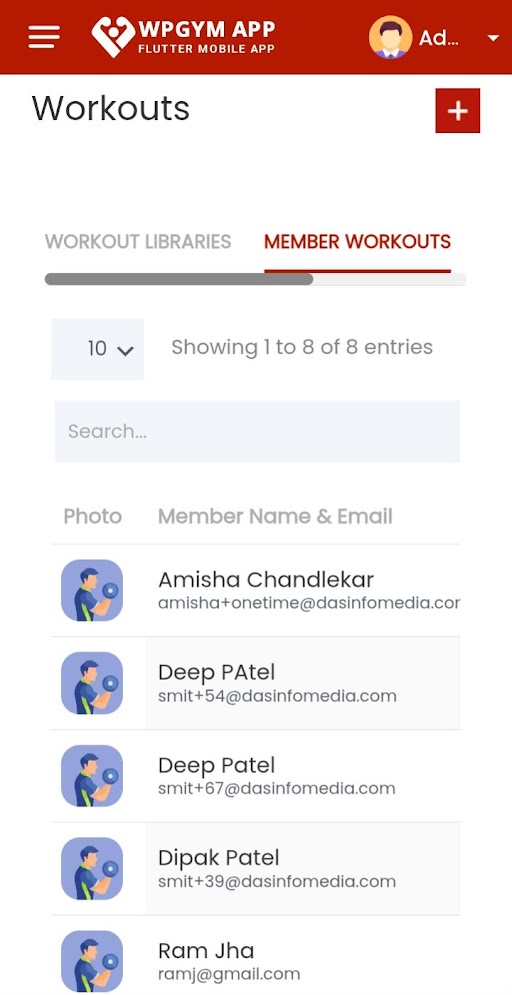 WPGYM APP
FLUTTER MOBILE APP
Ad...
Workouts
WORKOUT LIBRARIES
MEMBER WORKOUTS
10
Showing 1 to 8 of 8 entries
Search...
Photo
Member Name & Email
Amisha Chandlekar
amisha+onetime@dasinfomedia.cor
Deep PAtel
smit+54@dasinfomedia.com
Deep Patel
smit+67@dasinfomedia.com
Dipak Patel
smit+39@dasinfomedia.com
Ram Jha
ramj@gmail.com